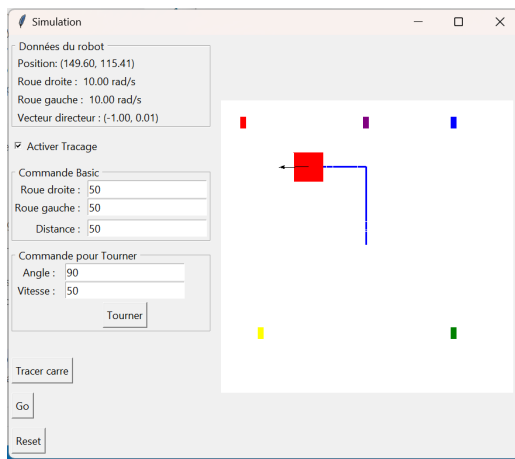 Simulation
Données du robot
Position: (149.60, 115.41)
Roue droite : 10.00 rad/s
Roue gauche : 10.00 rad/s
Vecteur directeur : (-1.00, 0.01)
Activer Tracage
Commande Basic
Roue droite : 50
Roue gauche : 50
Distance : 50
Commande pour Tourner
Angle : 90
Vitesse : 50
Tourner
Tracer carre
Go
Reset